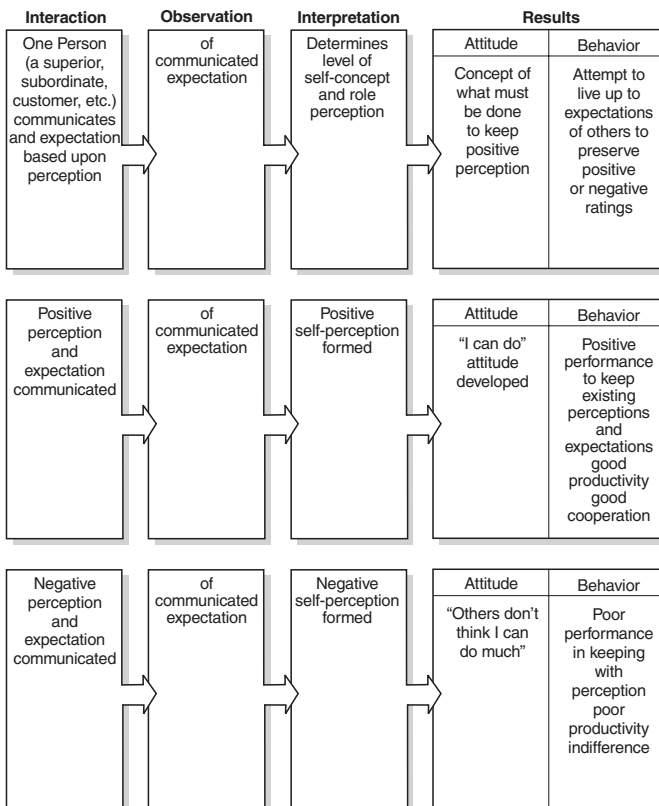 Interaction
Observation
Interpretation
Results
One Person
(a superior,
subordinate,
customer, etc.)
communicates
and expectation
based upon
perception
of
communicated
expectation
Determines
level of
self-concept
and role
perception
Attitude
Concept of
what must
be done
to keep
positive
perception
Behavior
Attempt to
live up to
expectations
of others to
preserve
positive
or negative
ratings
Positive
perception
and
expectation
communicated
of
communicated
expectation
Positive
self-perception
formed
Attitude
“I can do”
attitude
developed
Behavior
Positive
performance
to keep
existing
perceptions
and
expectations
good
productivity
good
cooperation
Negative
perception
and
expectation
communicated
of
communicated
expectation
Negative
self-perception
formed
Attitude
“Others don’t
think I can
do much”
Behavior
Poor
performance
in keeping
with
perception
poor
productivity
indifference